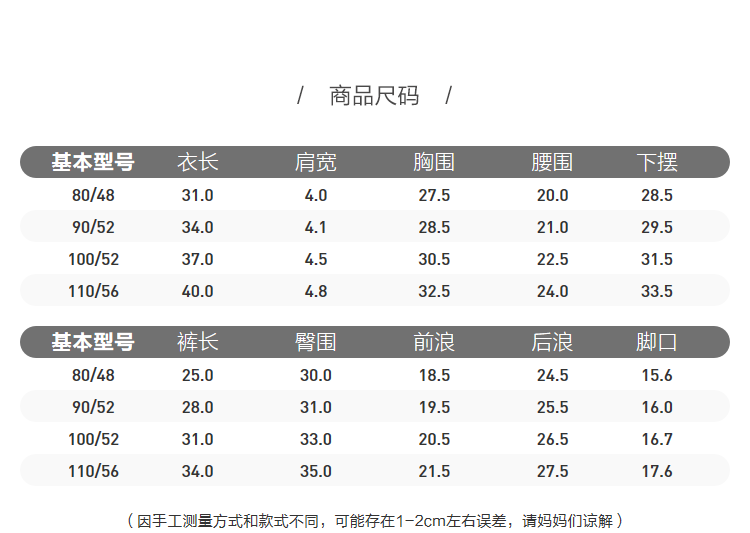 / 商品尺码 /
基本型号 衣长 肩宽 胸围 腰围 下摆
80/48 31.0 4.0 27.5 20.0 28.5
90/52 34.0 4.1 28.5 21.0 29.5
100/52 37.0 4.5 30.5 22.5 31.5
110/56 40.0 4.8 32.5 24.0 33.5
基本型号 裤长 臀围 前浪 后浪 脚口
80/48 25.0 30.0 18.5 24.5 15.6
90/52 28.0 31.0 19.5 25.5 16.0
100/52 31.0 33.0 20.5 26.5 16.7
110/56 34.0 35.0 21.5 27.5 17.6
（因手工测量方式和款式不同，可能存在1-2cm左右误差，请妈妈们谅解）